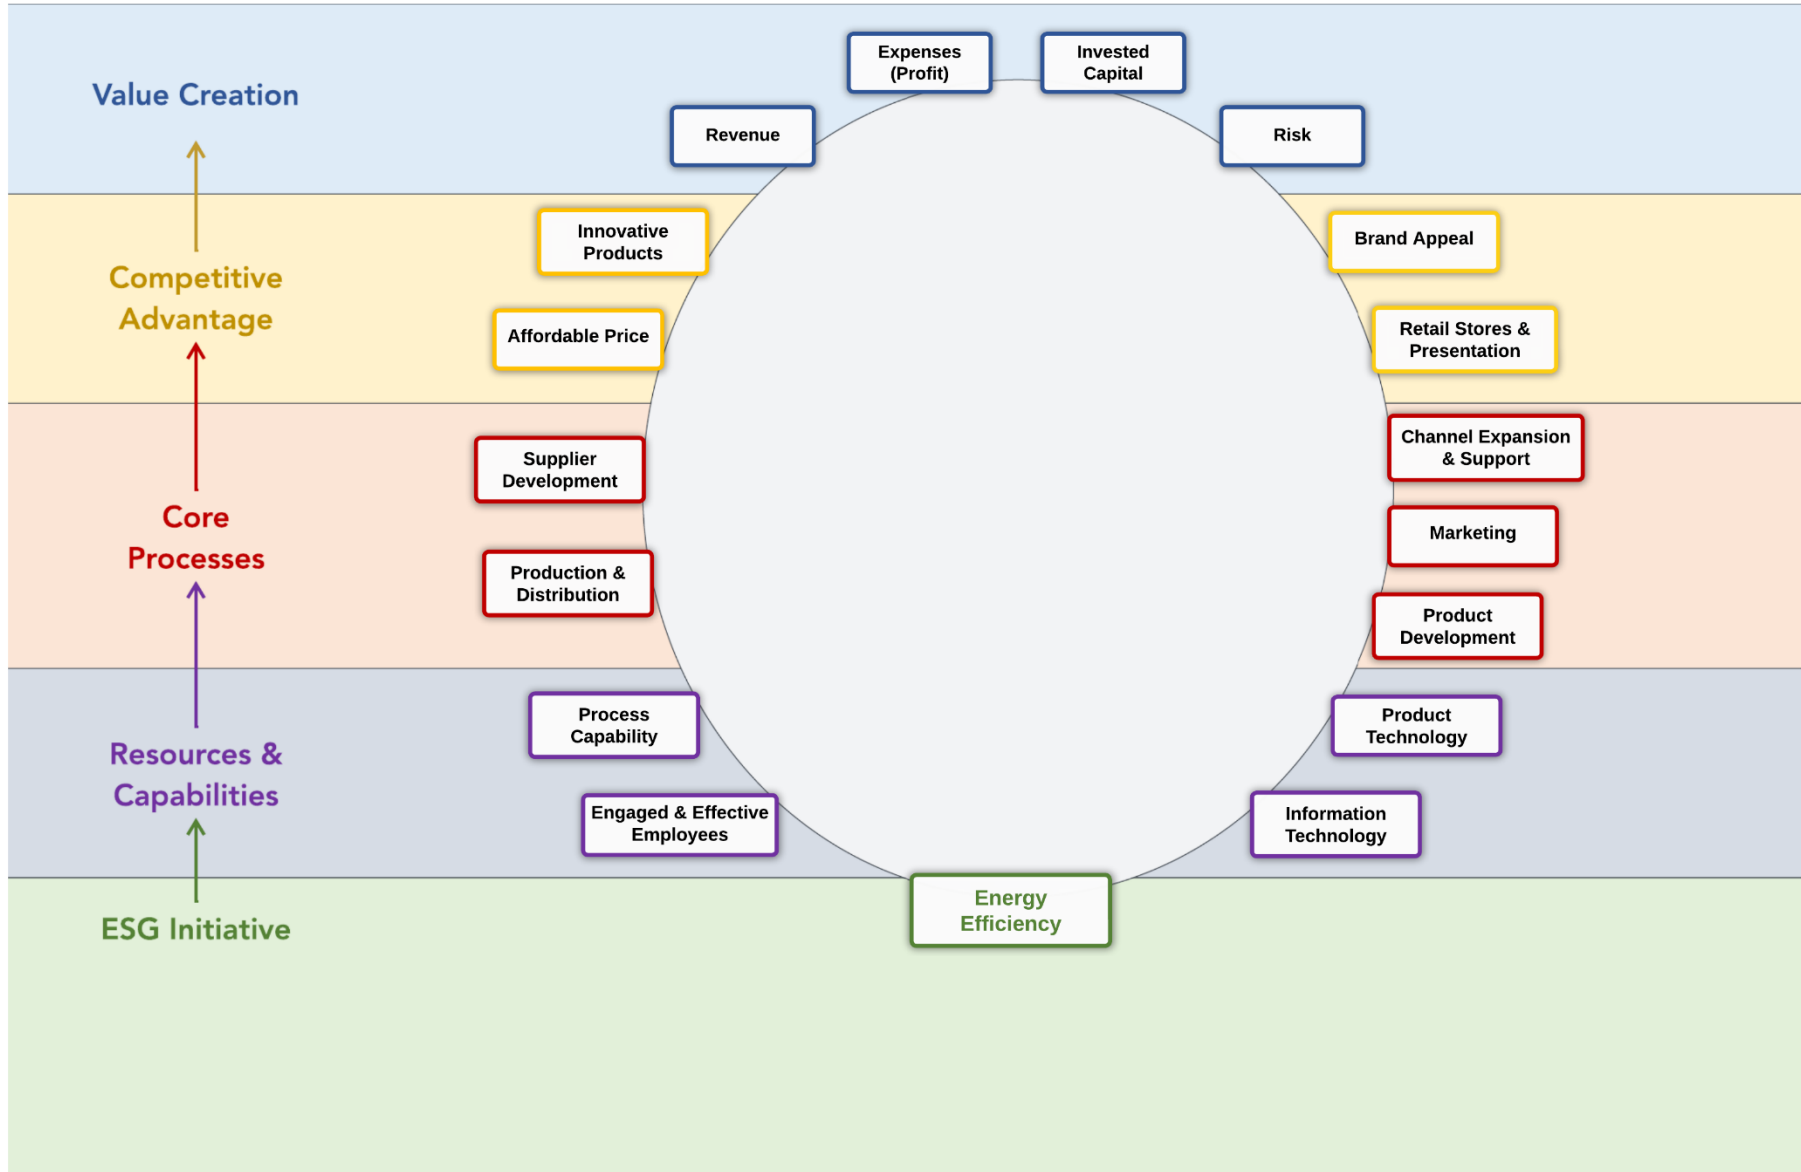 Value Creation
Competitive
Advantage
Core
Processes
Resources &
Capabilities
ESG Initiative
Expenses
(Profit)
Invested
Capital
Revenue
Risk
Innovative
Products
Brand Appeal
Affordable Price
Retail Stores &
Presentation
Supplier
Development
Channel Expansion
& Support
Marketing
Production &
Distribution
Product
Development
Process
Capability
Product
Technology
Engaged & Effective
Employees
Information
Technology
Energy
Efficiency